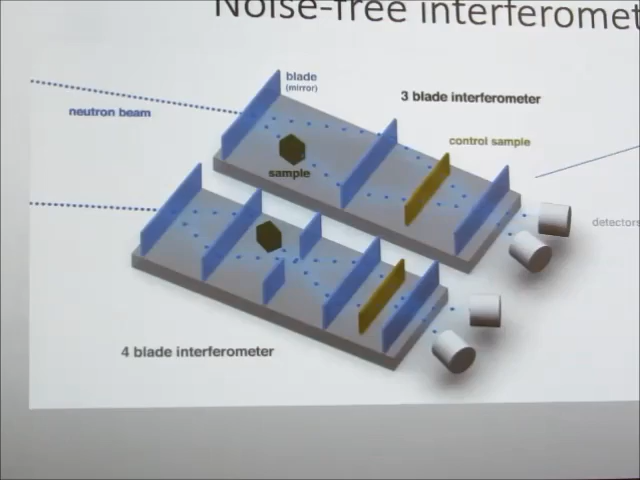 Noise-free interferomet
blade
(mirror)
3 blade interferometer
neutron beam
control sample
sample
detectors
4 blade interferometer